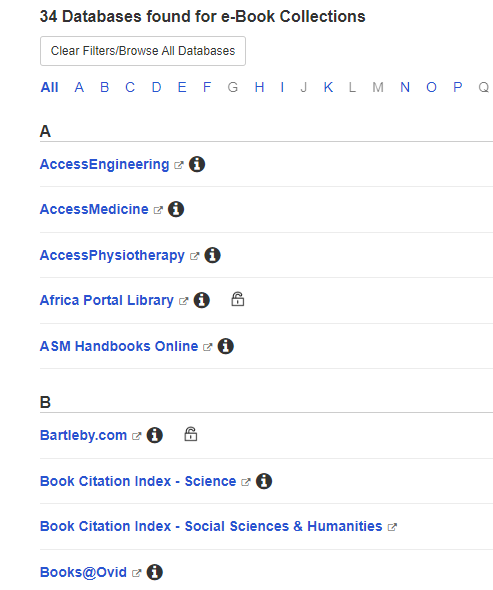 34 Databases found for e-Book Collections
Clear Filters/Browse All Databases
All A B C D E F G H I J K L M N O P Q
A
AccessEngineering
AccessMedicine
AccessPhysiotherapy
Africa Portal Library
ASM Handbooks Online
B
Bartleby.com
Book Citation Index - Science
Book Citation Index - Social Sciences & Humanities
Books@Ovid